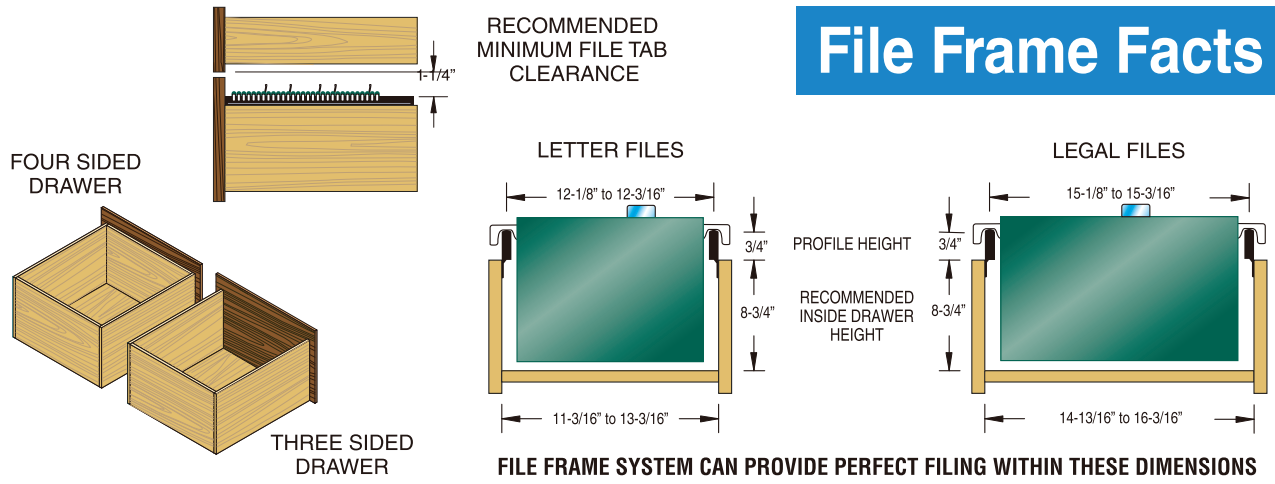 RECOMMENDED
MINIMUM FILE TAB
CLEARANCE
1-1/4”
File Frame Facts
FOUR SIDED
DRAWER
THREE SIDED
DRAWER
LETTER FILES
12-1/8” to 12-3/16”
3/4”
8-3/4”
11-3/16” to 13-3/16”
PROFILE HEIGHT
RECOMMENDED
INSIDE DRAWER
HEIGHT
LEGAL FILES
15-1/8” to 15-3/16”
3/4”
8-3/4”
14-13/16” to 16-3/16”
FILE FRAME SYSTEM CAN PROVIDE PERFECT FILING WITHIN THESE DIMENSIONS